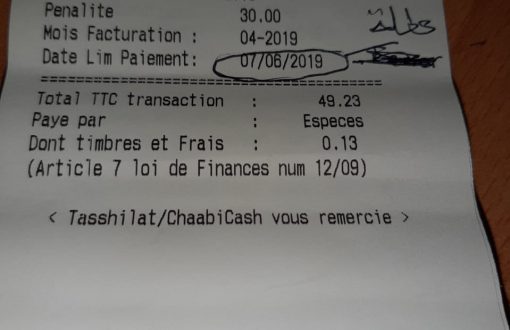 Penalite 30.00
Mois Facturation : 04-2019
Date Lim Paiement: 07/06/2019
========================================
Total TTC transaction : 49.23
Paye par : Especes
Dont timbres et Frais : 0.13
(Article 7 loi de Finances num 12/09)
< Tasshilat/ChaabiCash vous remercie >